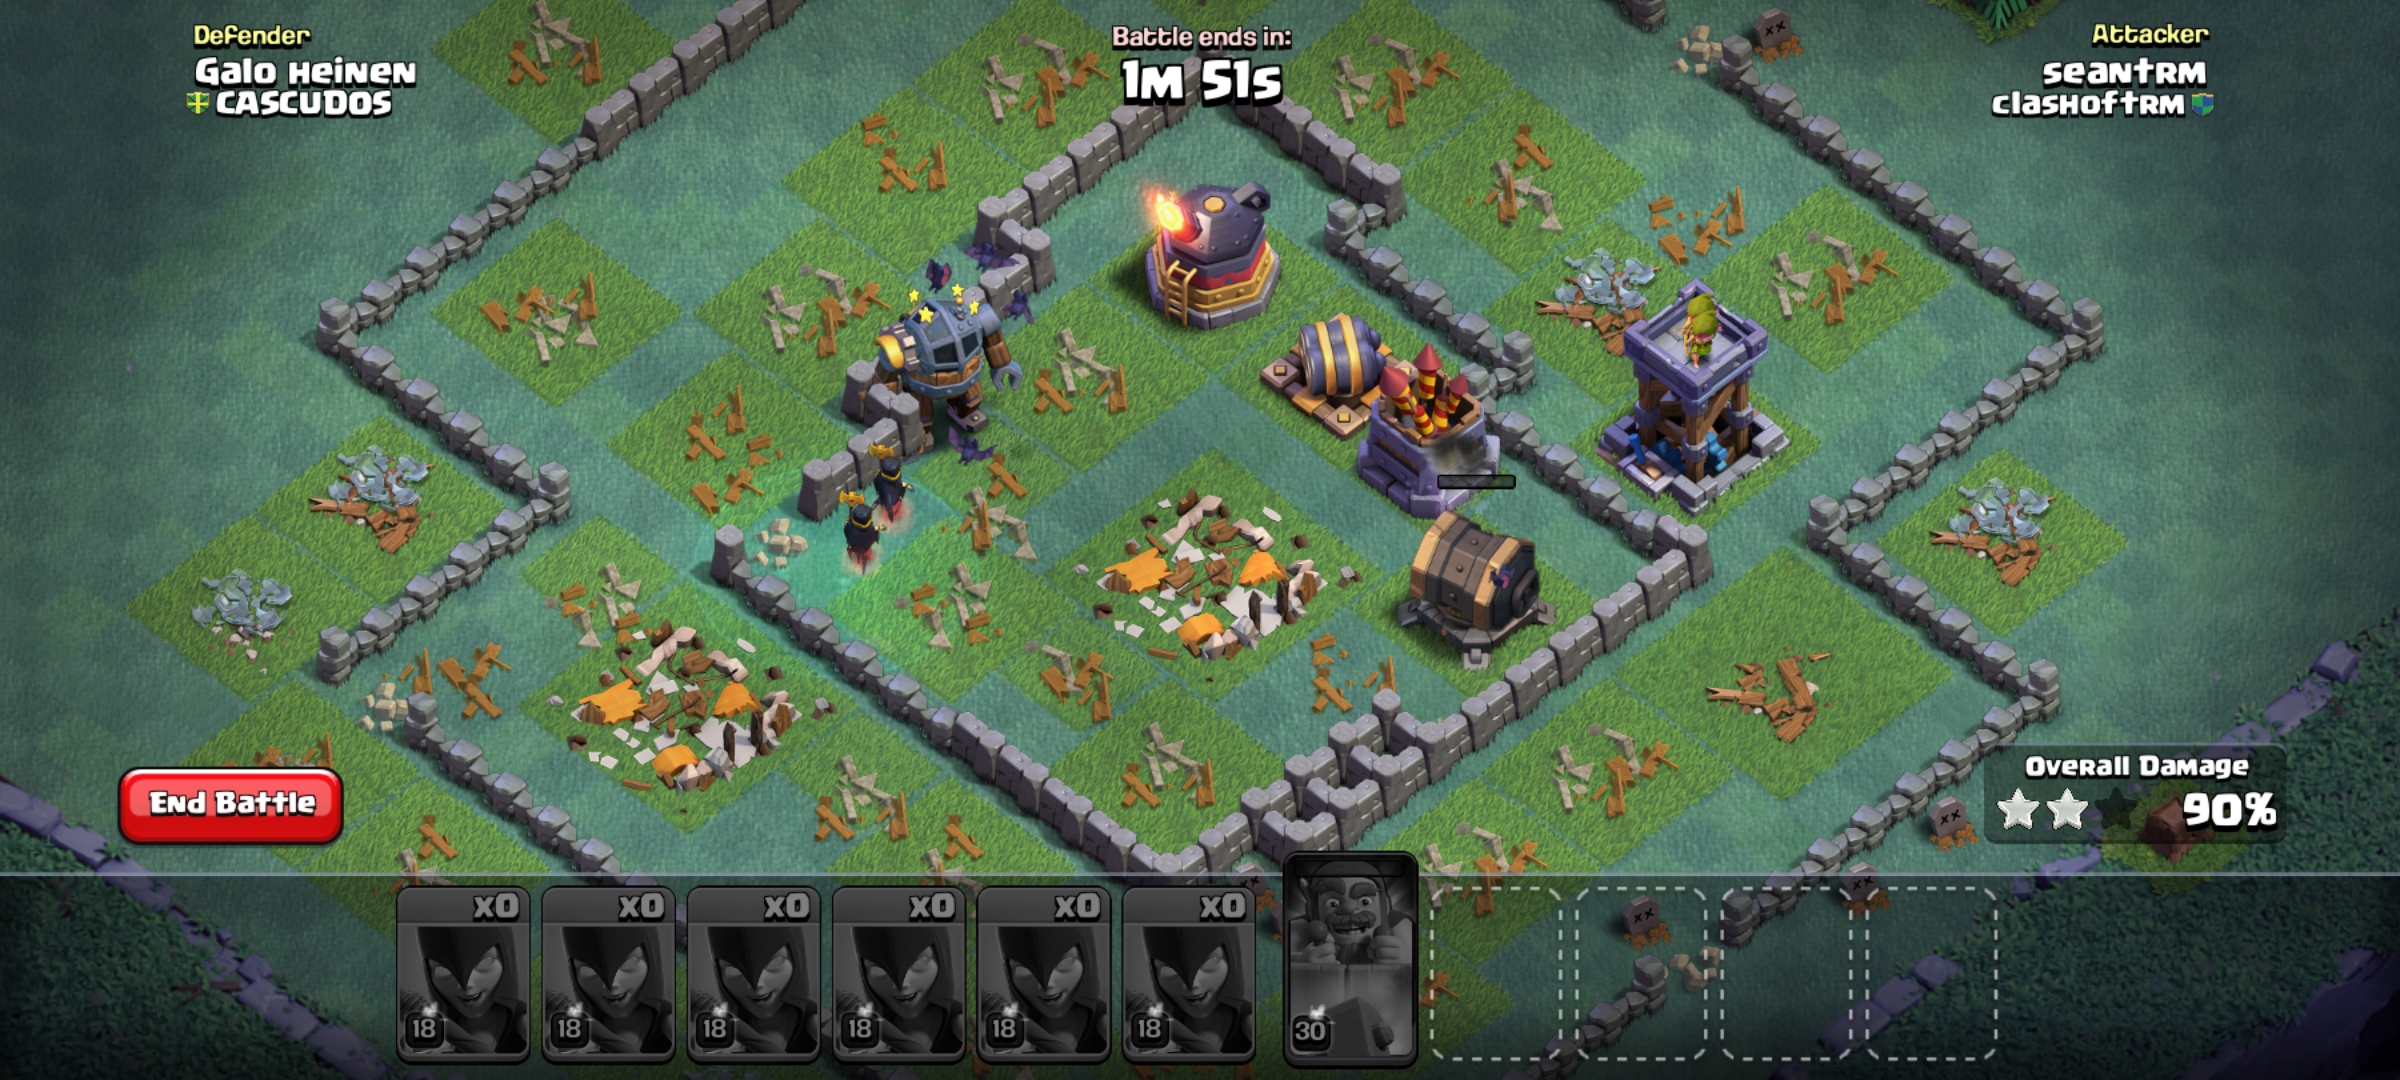 Defender
Galo Heinen
CASCUDOS
Battle ends in:
1M 51S
Attacker
seantRM
clashoftRM
End Battle
Overall Damage
90%
x0
x0
x0
x0
x0
x0
18
18
18
18
18
18
30